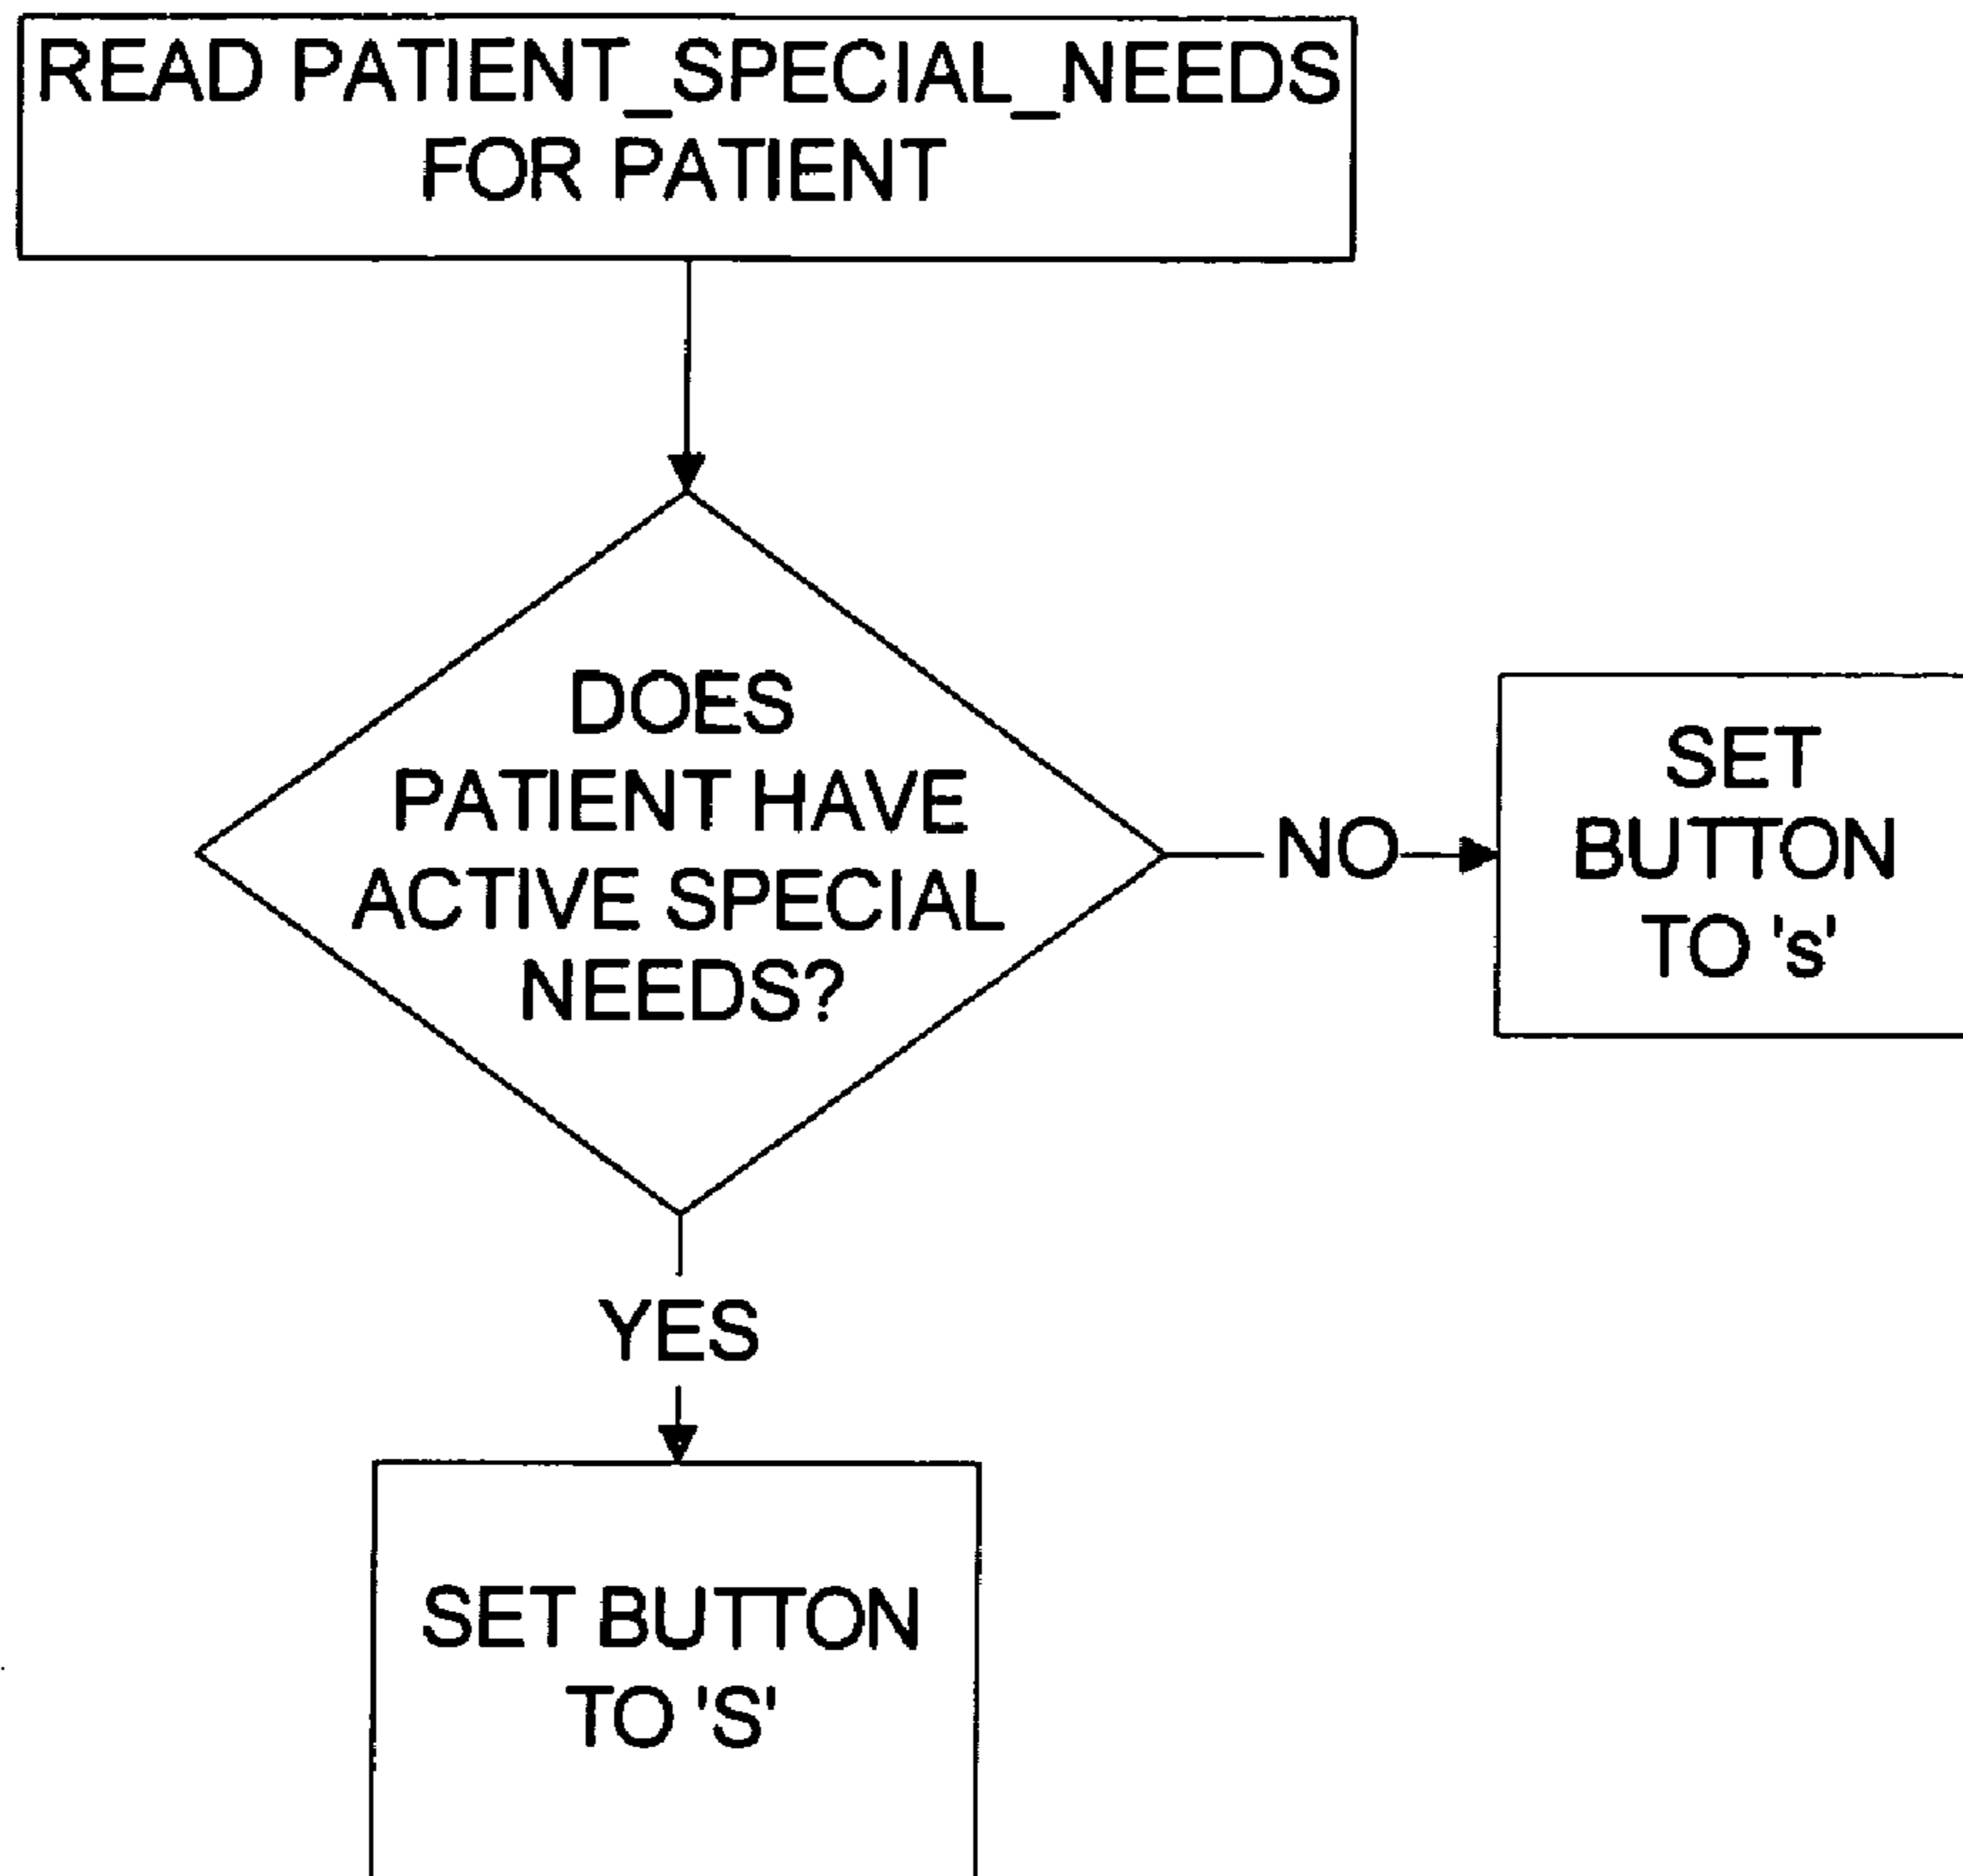 READ PATIENT_SPECIAL_NEEDS
FOR PATIENT
DOES
PATIENT HAVE
ACTIVE SPECIAL
NEEDS?
NO
SET
BUTTON
TO 's'
YES
SET BUTTON
TO 'S'